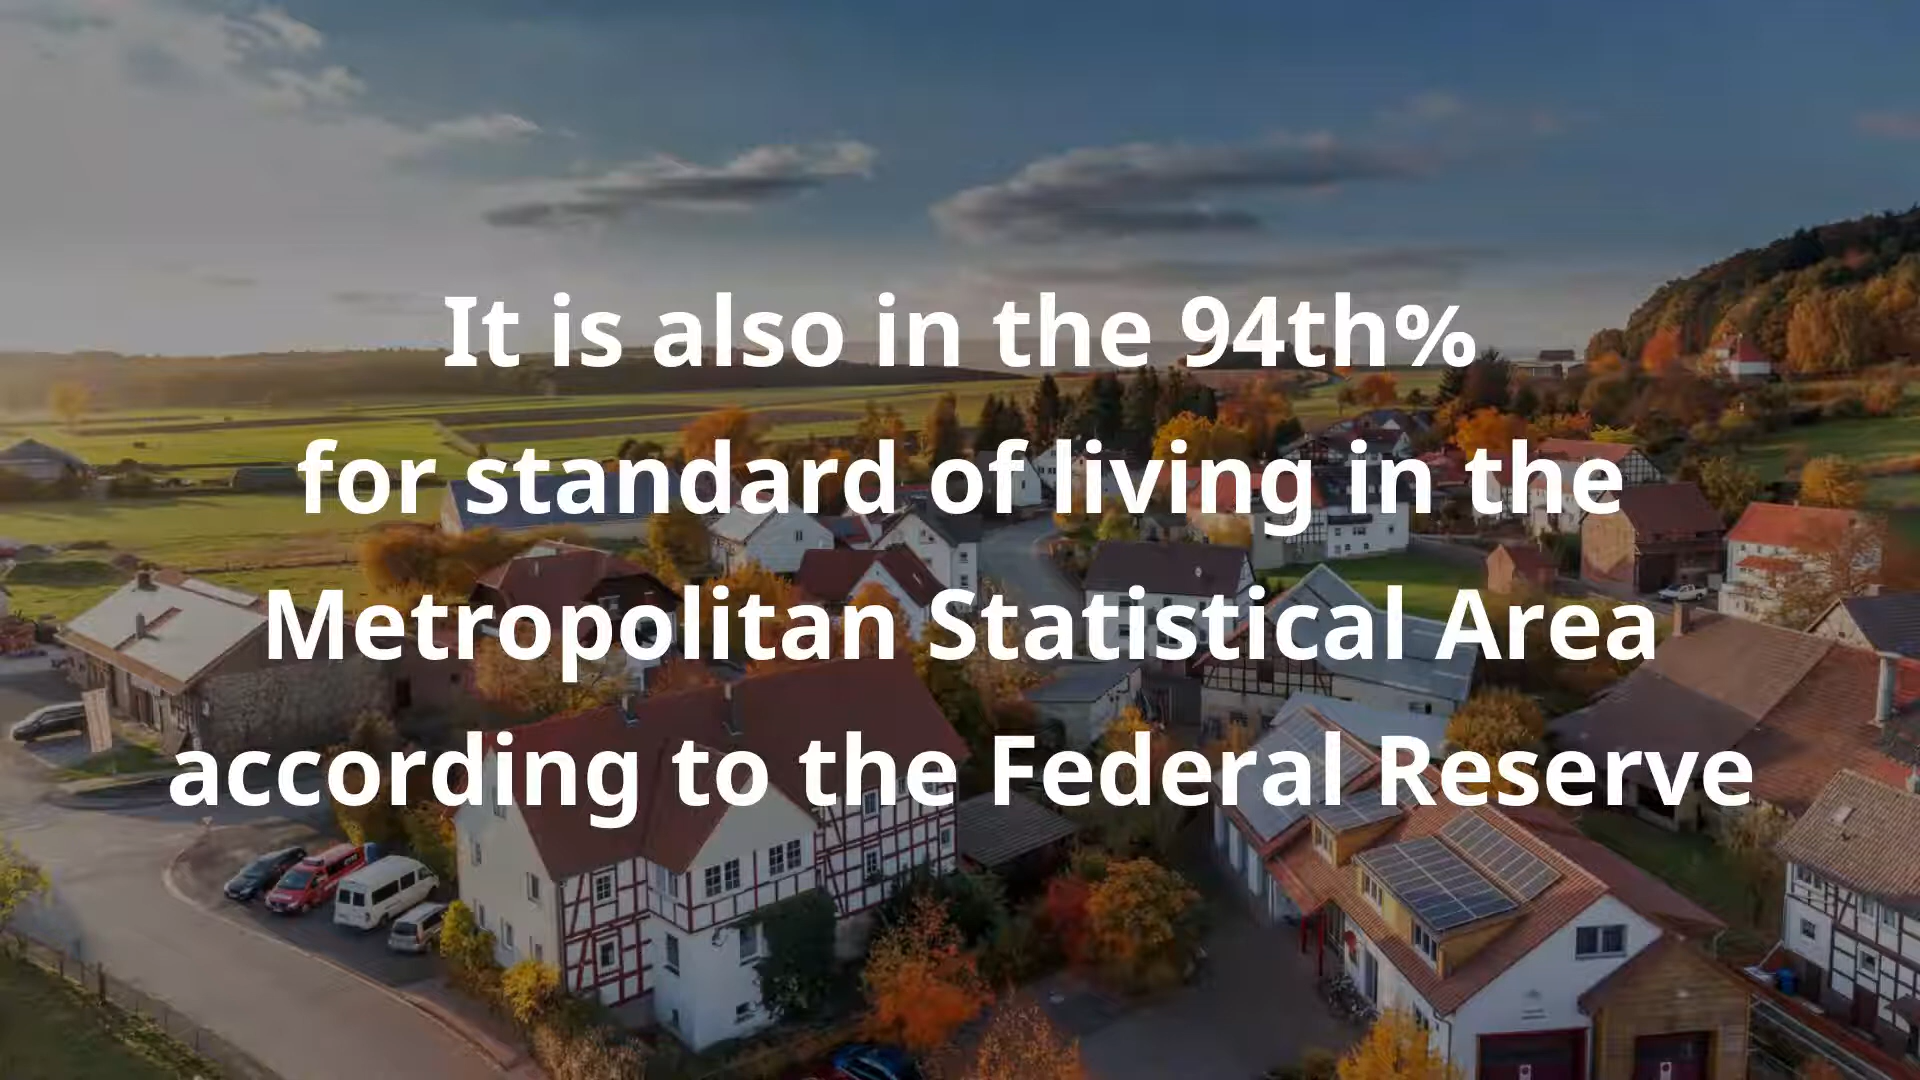 It is also in the 94th%
for standard of living in the
Metropolitan Statistical Area
according to the Federal Reserve